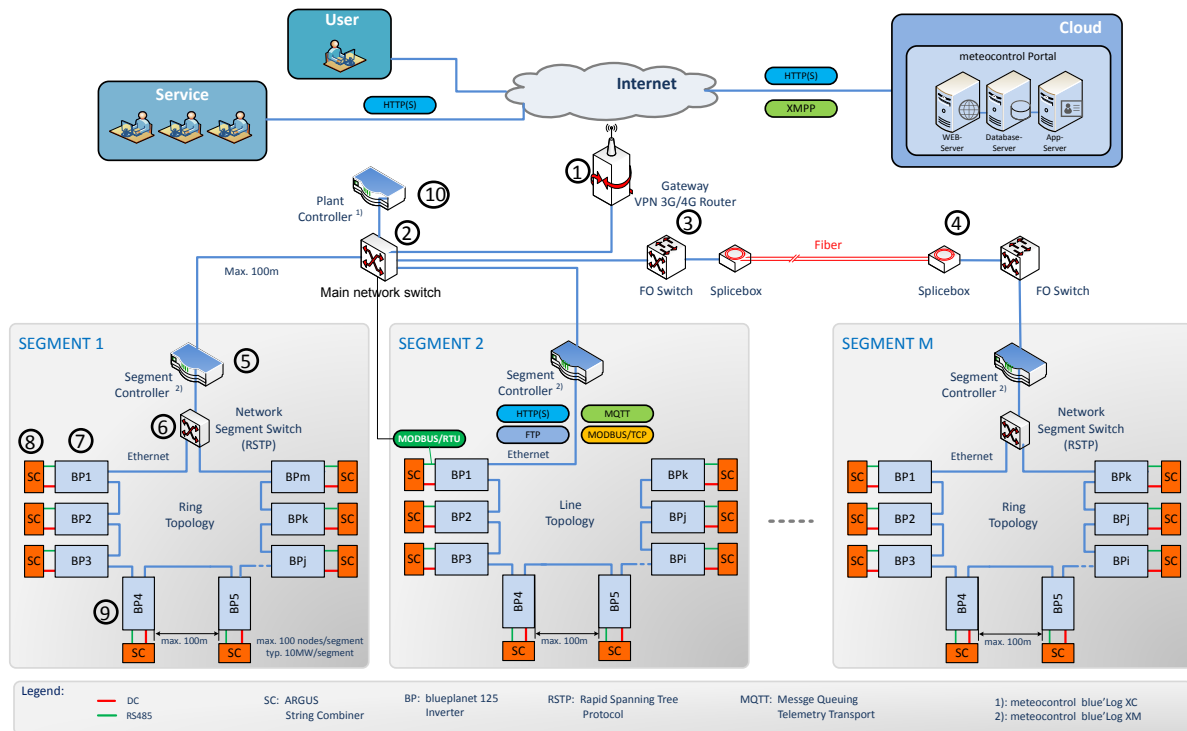 User
Service
HTTP(S)
Internet
HTTP(S)
XMPP
Cloud
meteocontrol Portal
WEB-
Server
Database-
Server
App-
Server
1
Gateway
VPN 3G/4G Router
10
Plant
Controller 1)
2
Main network switch
Max. 100m
3
FO Switch
Splicebox
Fiber
4
Splicebox
FO Switch
SEGMENT 1
5
Segment
Controller 2)
6
Network
Segment Switch
(RSTP)
8
7
Ethernet
SC
BP1
BPm
SC
SC
BP2
Ring
Topology
BPk
SC
SC
BP3
BPj
SC
9
BP4
BP5
max. 100m
max. 100 nodes/segment
typ. 10MW/segment
SC
SC
SEGMENT 2
Segment
Controller 2)
HTTP(S)
MQTT
FTP
MODBUS/TCP
MODBUS/RTU
Ethernet
SC
BP1
BPk
SC
SC
BP2
Line
Topology
BPj
SC
SC
BP3
BPi
SC
BP4
BP5
max. 100m
SC
SC
SEGMENT M
Segment
Controller 2)
Network
Segment Switch
(RSTP)
Ethernet
SC
BP1
BPk
SC
SC
BP2
Ring
Topology
BPj
SC
SC
BP3
BPi
SC
BP4
BP5
max. 100m
SC
SC
Legend:
DC
RS485
SC: ARGUS
String Combiner
BP: blueplanet 125
Inverter
RSTP: Rapid Spanning Tree
Protocol
MQTT: Messge Queuing
Telemetry Transport
1): meteocontrol blue'Log XC
2): meteocontrol blue'Log XM